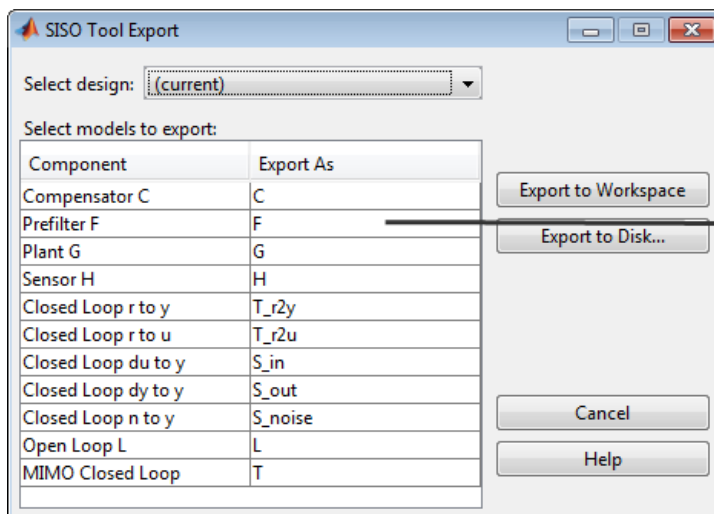 SISO Tool Export
Select design: (current)
Select models to export:
Component Export As
Compensator C C
Prefilter F F
Plant G G
Sensor H H
Closed Loop r to y T_r2y
Closed Loop r to u T_r2u
Closed Loop du to y S_in
Closed Loop dy to y S_out
Closed Loop n to y S_noise
Open Loop L L
MIMO Closed Loop T
Export to Workspace
Export to Disk...
Cancel
Help